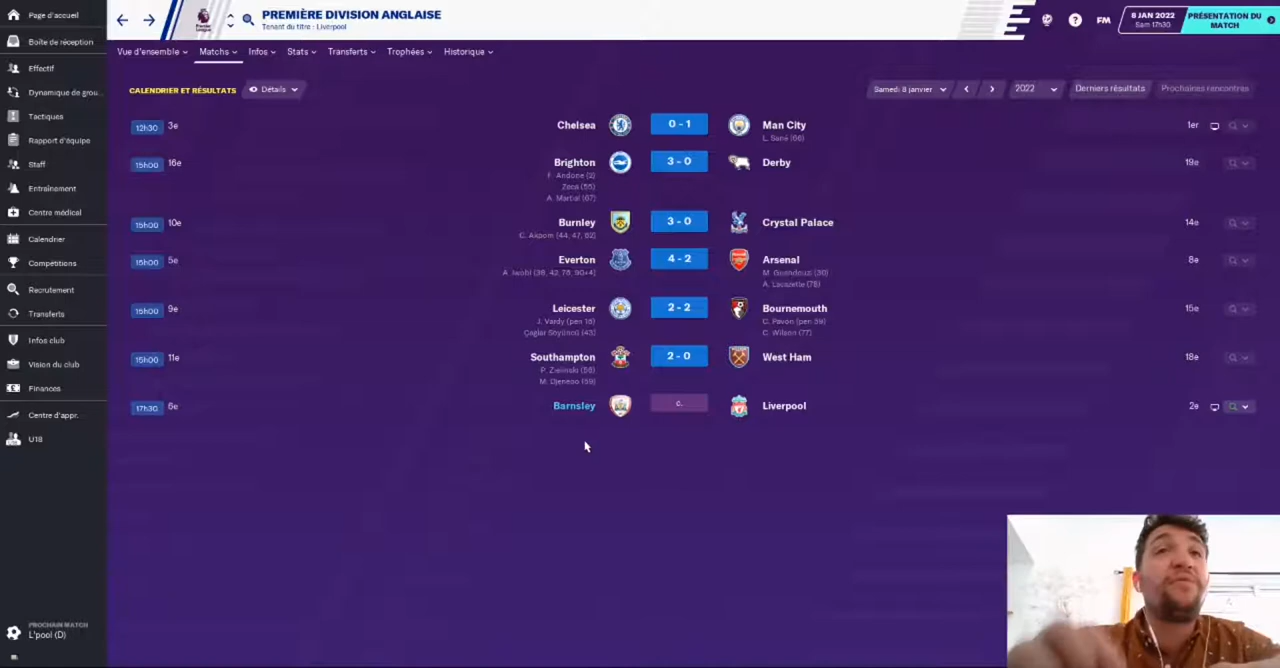 Page d'accueil
Boîte de réception
Effectif
Dynamique de grou...
Tactiques
Rapport d'équipe
Staff
Entraînement
Centre médical
Calendrier
Compétitions
Recrutement
Transferts
Infos club
Vision du club
Finances
Centre d'appr...
U18
PROCHAIN MATCH
L'pool (D)
PREMIÈRE DIVISION ANGLAISE
Tenant du titre : Liverpool
FM
8 JAN 2022
Sam 17h30
PRÉSENTATION DU
MATCH
Vue d'ensemble Matchs Infos Stats Transferts Trophées Historique
CALENDRIER ET RÉSULTATS Détails
Samedi 8 janvier 2022 Derniers résultats Prochaines rencontres
12h30 3e Chelsea 0 - 1 Man City 1er
L. Sané (66)
15h00 16e Brighton 3 - 0 Derby 19e
F. Andone (2)
Zeca (55)
A. Martial (67)
15h00 10e Burnley 3 - 0 Crystal Palace 14e
C. Akpom (44, 47, 62)
15h00 5e Everton 4 - 2 Arsenal 8e
A. Iwobi (38, 42, 76, 90+4) M. Guendouzi (30)
A. Lacazette (78)
15h00 9e Leicester 2 - 2 Bournemouth 15e
J. Vardy (pen 15) C. Pavon (pen 59)
Çaglar Söyüncü (43) C. Wilson (77)
15h00 11e Southampton 2 - 0 West Ham 18e
P. Zielinski (56)
M. Djenepo (59)
17h30 6e Barnsley c. Liverpool 2e